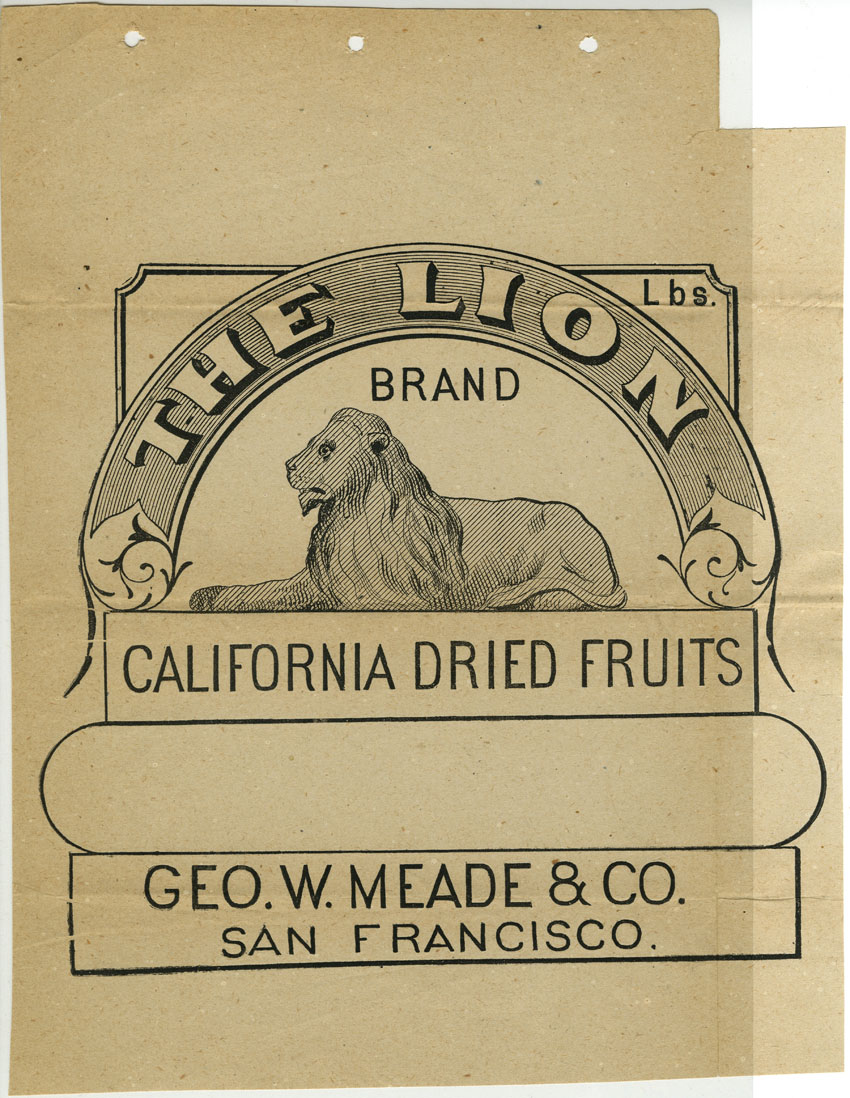 THE LION
Lbs.
BRAND
CALIFORNIA DRIED FRUITS
GEO. W. MEADE & CO.
SAN FRANCISCO.